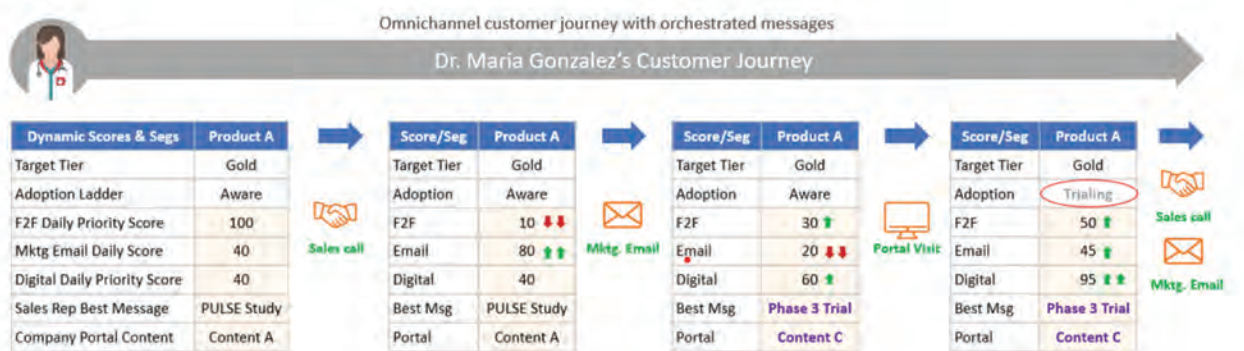 Omnichannel customer journey with orchestrated messages
Dr. Maria Gonzalez's Customer Journey
Dynamic Scores & Segs Product A
Target Tier Gold
Adoption Ladder Aware
F2F Daily Priority Score 100
Mktg Email Daily Score 40
Digital Daily Priority Score 40
Sales Rep Best Message PULSE Study
Company Portal Content Content A
Sales call
Score/Seg Product A
Target Tier Gold
Adoption Aware
F2F 10
Email 80
Digital 40
Best Msg PULSE Study
Portal Content A
Mktg. Email
Score/Seg Product A
Target Tier Gold
Adoption Aware
F2F 30
Email 20
Digital 60
Best Msg Phase 3 Trial
Portal Content C
Portal Visit
Score/Seg Product A
Target Tier Gold
Adoption Trialing
F2F 50
Email 45
Digital 95
Best Msg Phase 3 Trial
Portal Content C
Sales call
Mktg. Email